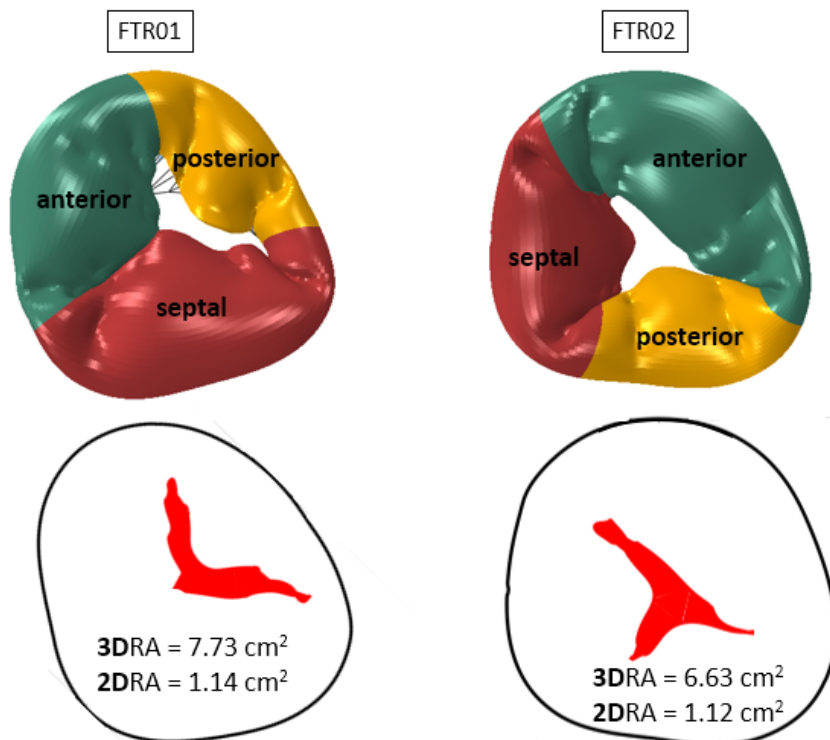 FTR01
FTR02
posterior
anterior
septal
anterior
septal
posterior
3DRA = 7.73 cm²
2DRA = 1.14 cm²
3DRA = 6.63 cm²
2DRA = 1.12 cm²